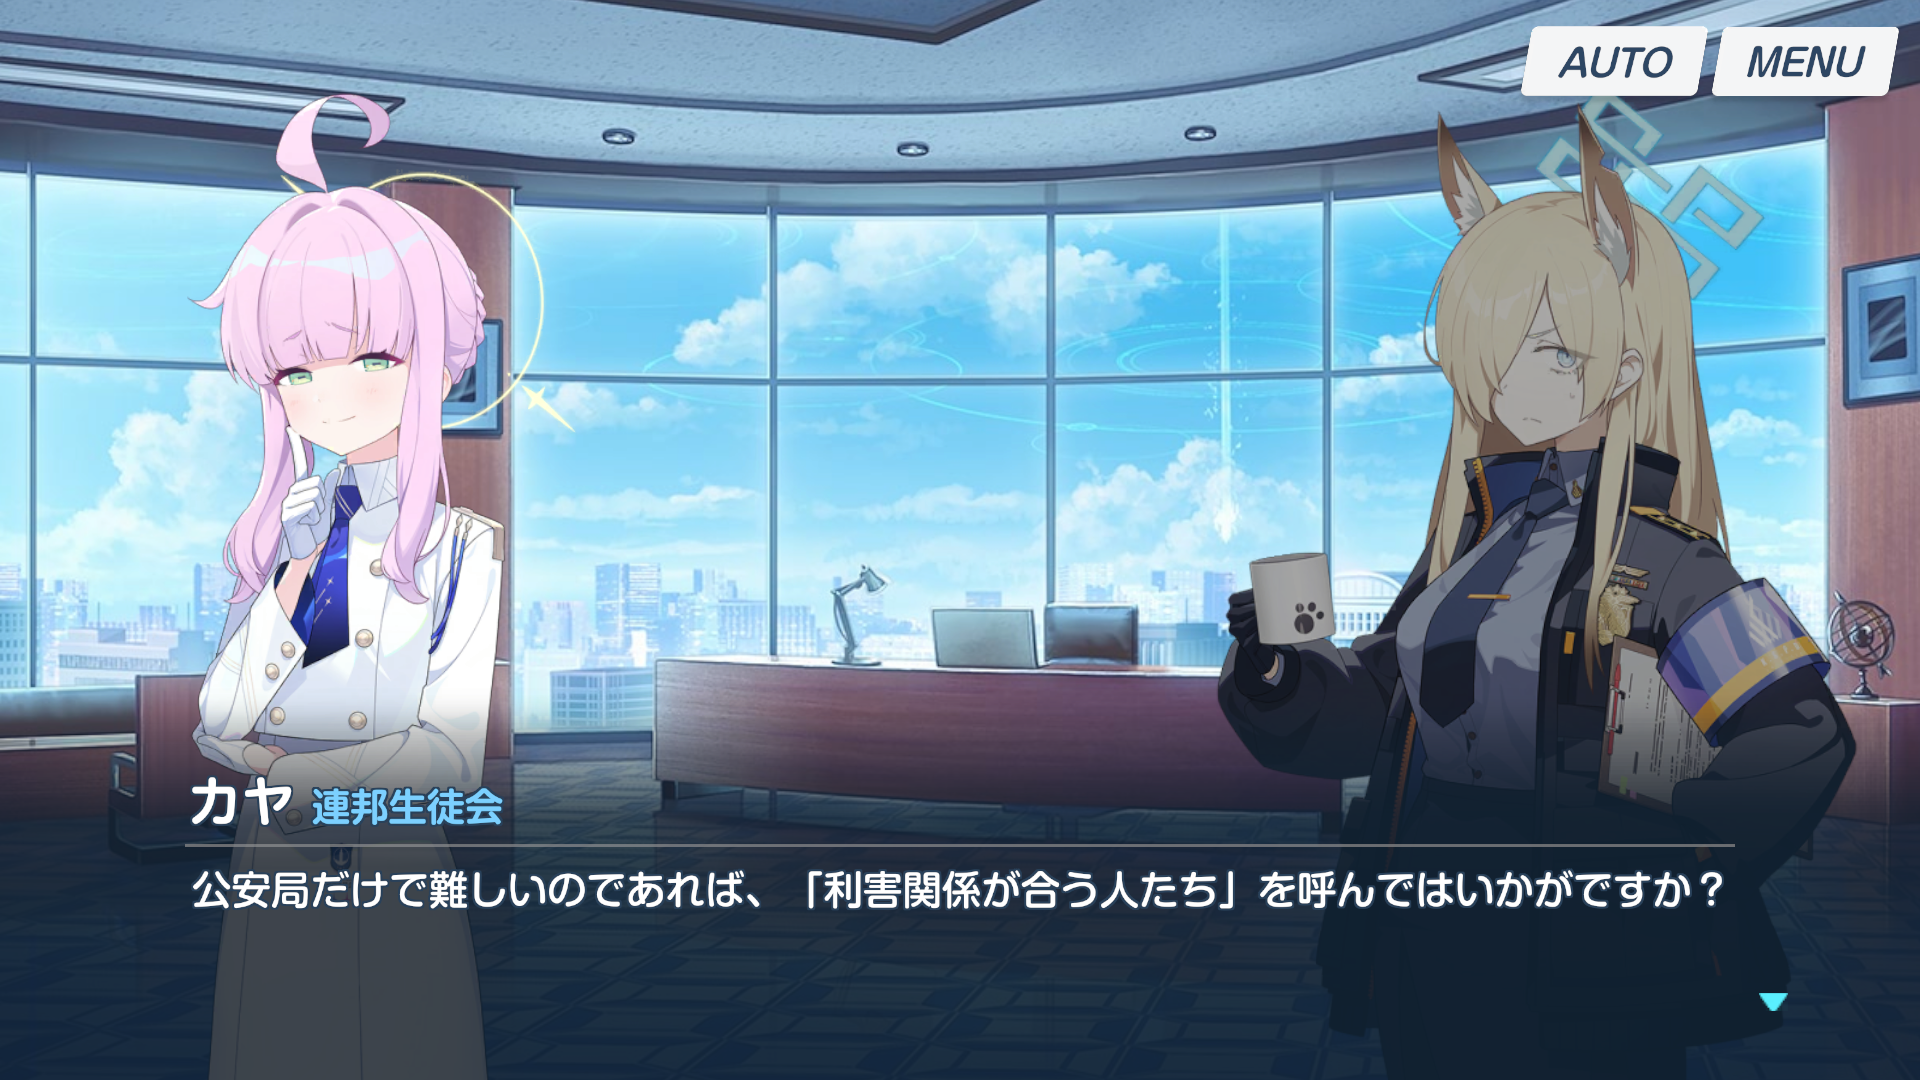 AUTO
MENU
カヤ 連邦生徒会
公安局だけで難しいのであれば、「利害関係が合う人たち」を呼んではいかがですか？